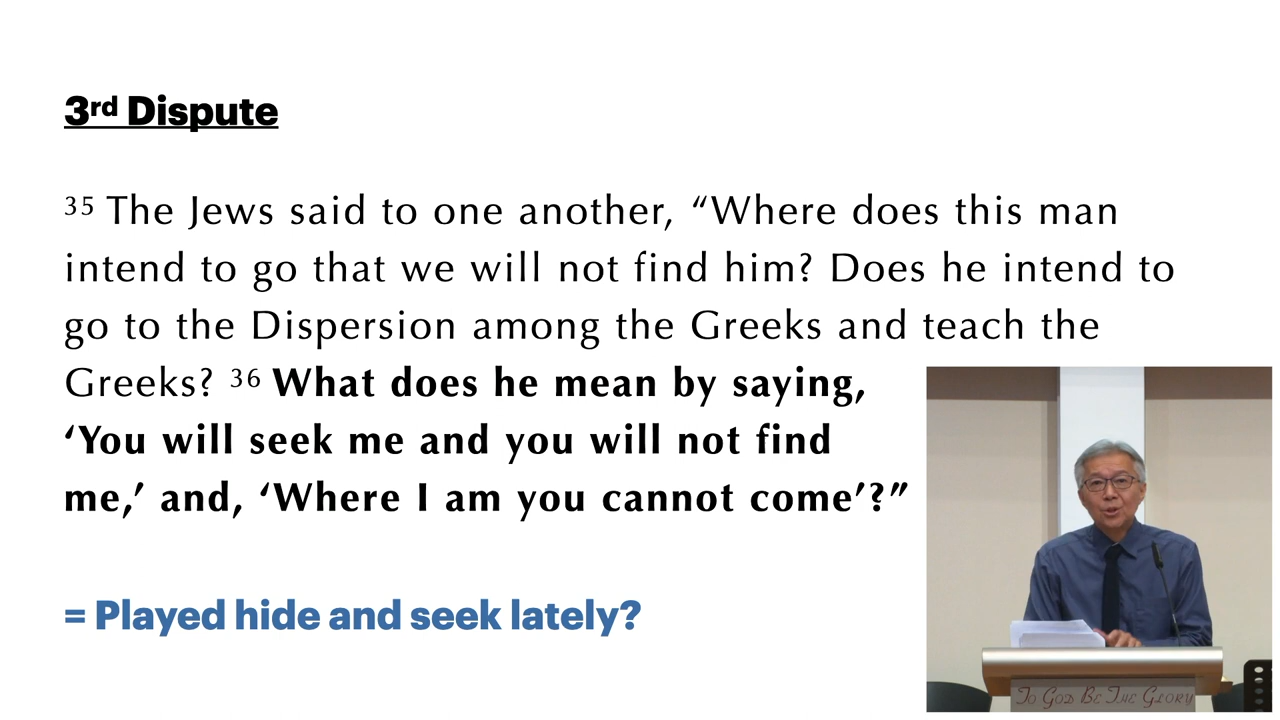 3rd Dispute
35 The Jews said to one another, “Where does this man
intend to go that we will not find him? Does he intend to
go to the Dispersion among the Greeks and teach the
Greeks? 36 What does he mean by saying,
‘You will seek me and you will not find
me,’ and, ‘Where I am you cannot come’?”
= Played hide and seek lately?
To God Be The Glory